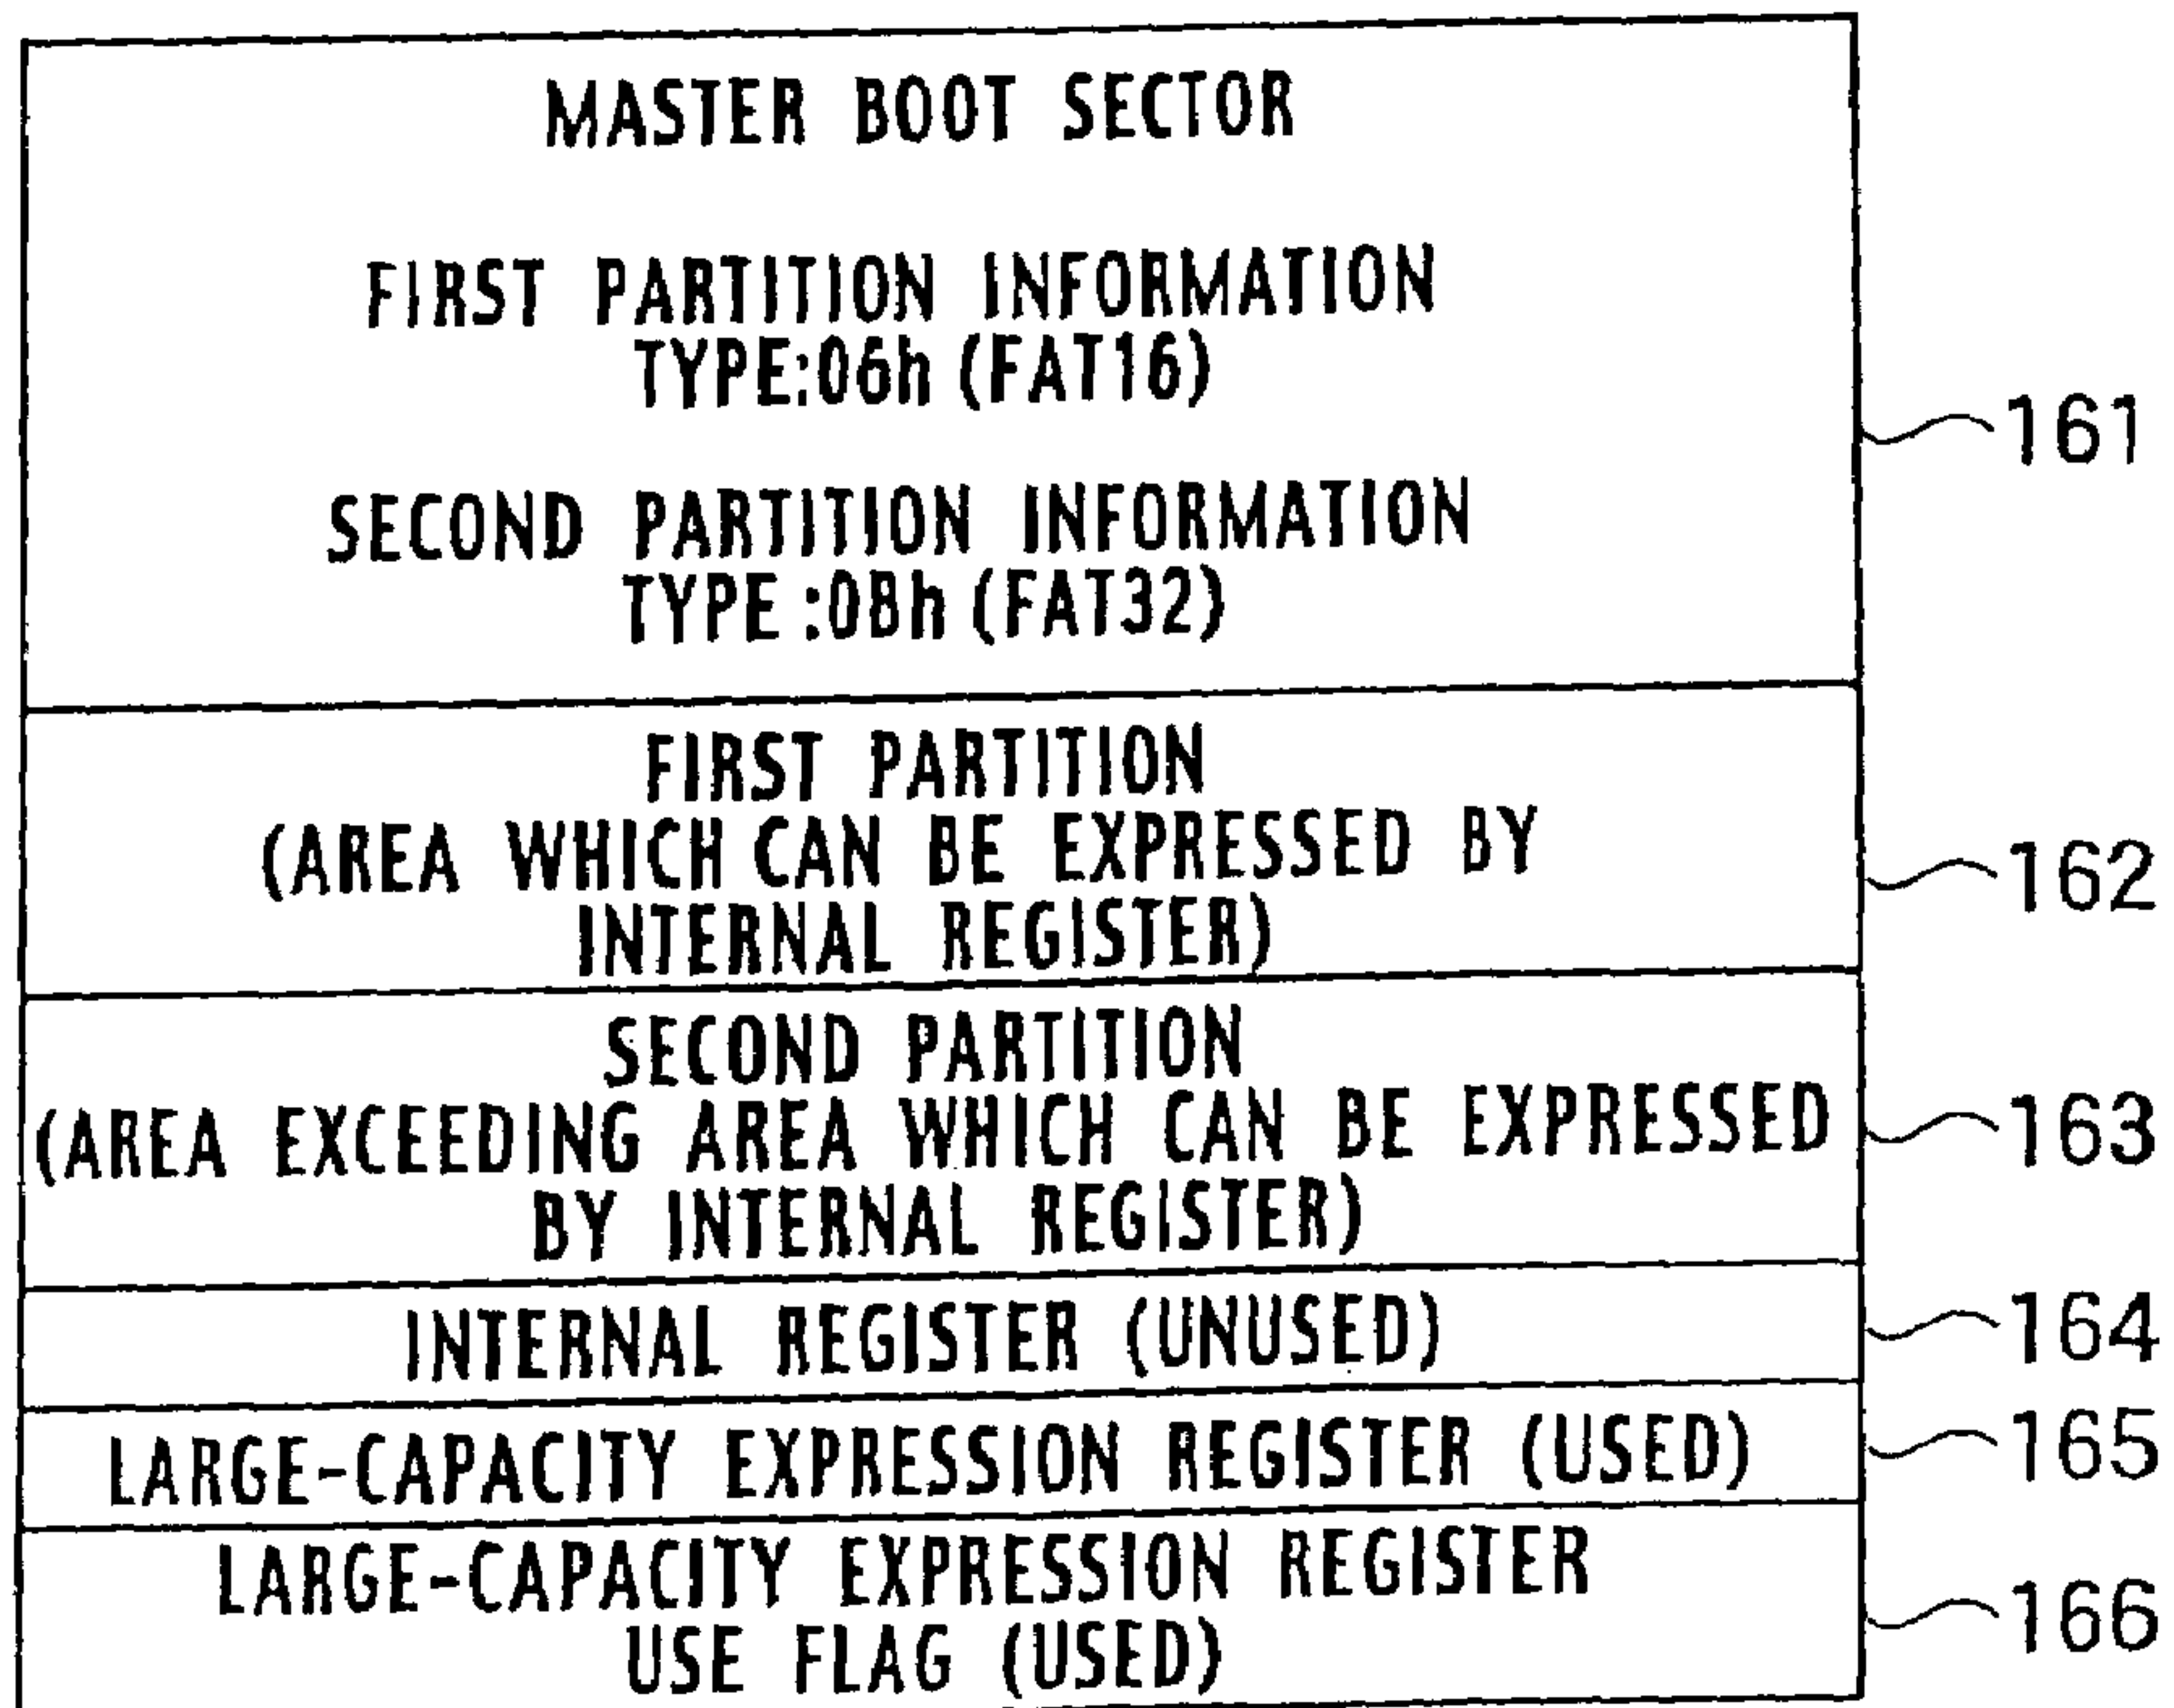 MASTER BOOT SECTOR
FIRST PARTITION INFORMATION
TYPE:06h (FAT16)
161
SECOND PARTITION INFORMATION
TYPE :0Bh (FAT32)
FIRST PARTITION
(AREA WHICH CAN BE EXPRESSED BY
INTERNAL REGISTER)
162
SECOND PARTITION
(AREA EXCEEDING AREA WHICH CAN BE EXPRESSED
BY INTERNAL REGISTER)
163
INTERNAL REGISTER (UNUSED)
164
LARGE-CAPACITY EXPRESSION REGISTER (USED)
165
LARGE-CAPACITY EXPRESSION REGISTER
USE FLAG (USED)
166